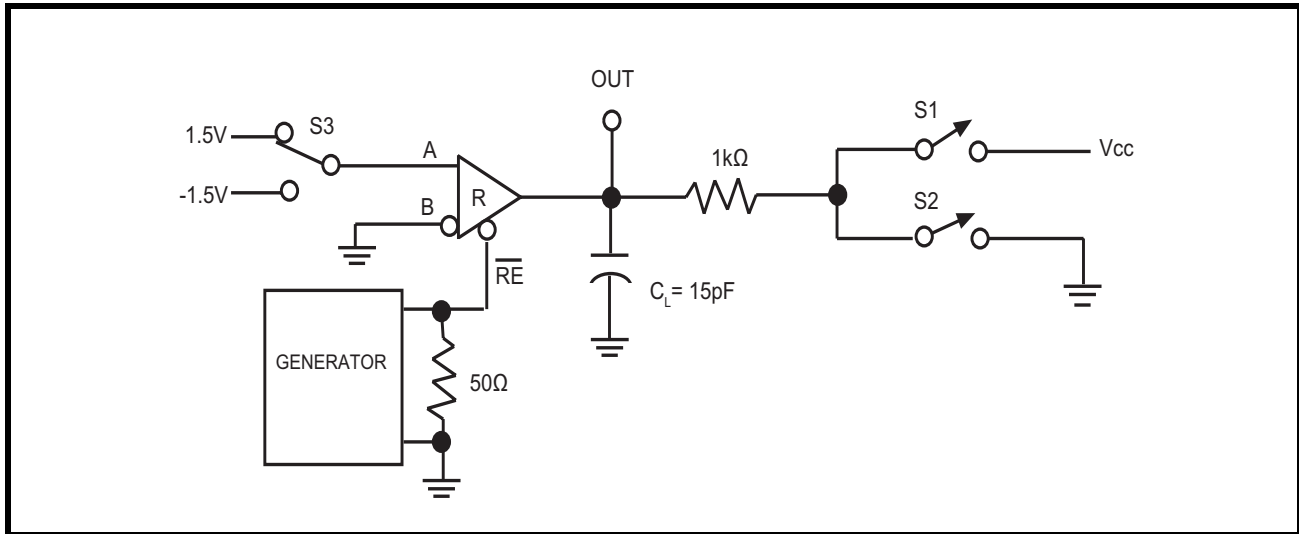 OUT
S1
1.5V
S3
1kΩ
Vcc
A
-1.5V
R
S2
B
RE
C_L= 15pF
GENERATOR
50Ω